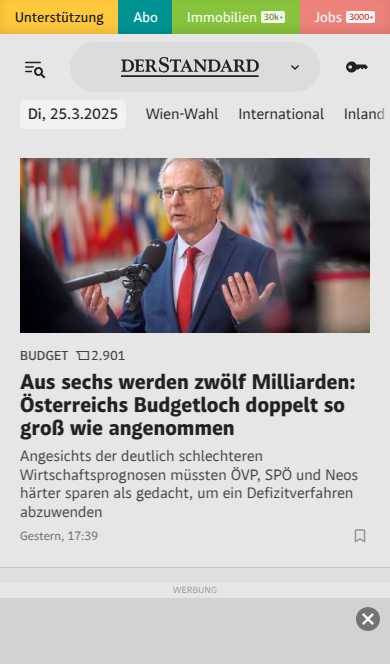 Unterstützung Abo Immobilien 30k+ Jobs 3000+
DERSTANDARD
Di, 25.3.2025 Wien-Wahl International Inland
BUDGET 2.901
Aus sechs werden zwölf Milliarden:
Österreichs Budgetloch doppelt so
groß wie angenommen
Angesichts der deutlich schlechteren
Wirtschaftsprognosen müssten ÖVP, SPÖ und Neos
härter sparen als gedacht, um ein Defizitverfahren
abzuwenden
Gestern, 17:39
WERBUNG